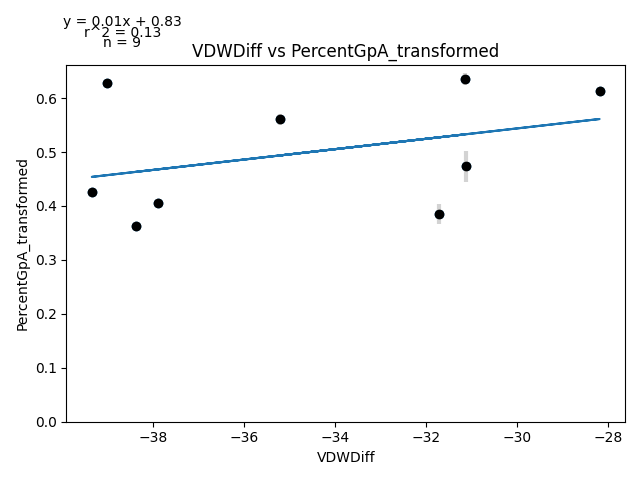 y = 0.01x + 0.83
r^2 = 0.13
n = 9
VDWDiff vs PercentGpA_transformed
0.6
0.5
0.4
0.3
0.2
0.1
0.0
PercentGpA_transformed
−38 −36 −34 −32 −30 −28
VDWDiff